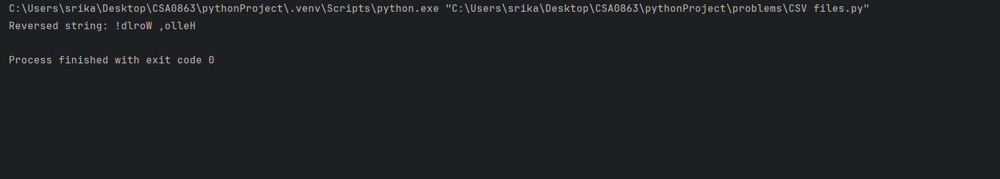 C:\Users\srika\Desktop\CSA0863\pythonProject\.venv\Scripts\python.exe "C:\Users\srika\Desktop\CSA0863\pythonProject\problems\CSV files.py"
Reversed string: !dlroW ,olleH
Process finished with exit code 0